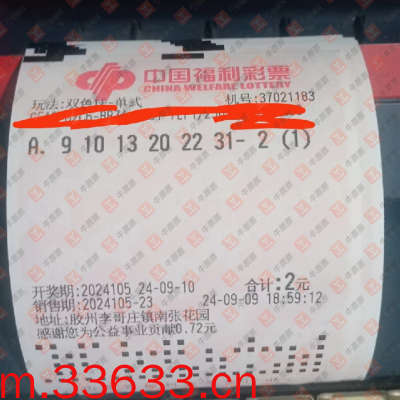 中国福利彩票
CHINA WELFARE LOTTERY
玩法:双色球-单式
机号:37021183
A. 9 10 13 20 22 31- 2 (1)
开奖期:2024105 24-09-10
合计:2元
销售期:2024105-23
24-09-09 18:59:12
地址:胶州李哥庄镇南张花园
感谢您为公益事业贡献0.72元
m.33633.cn